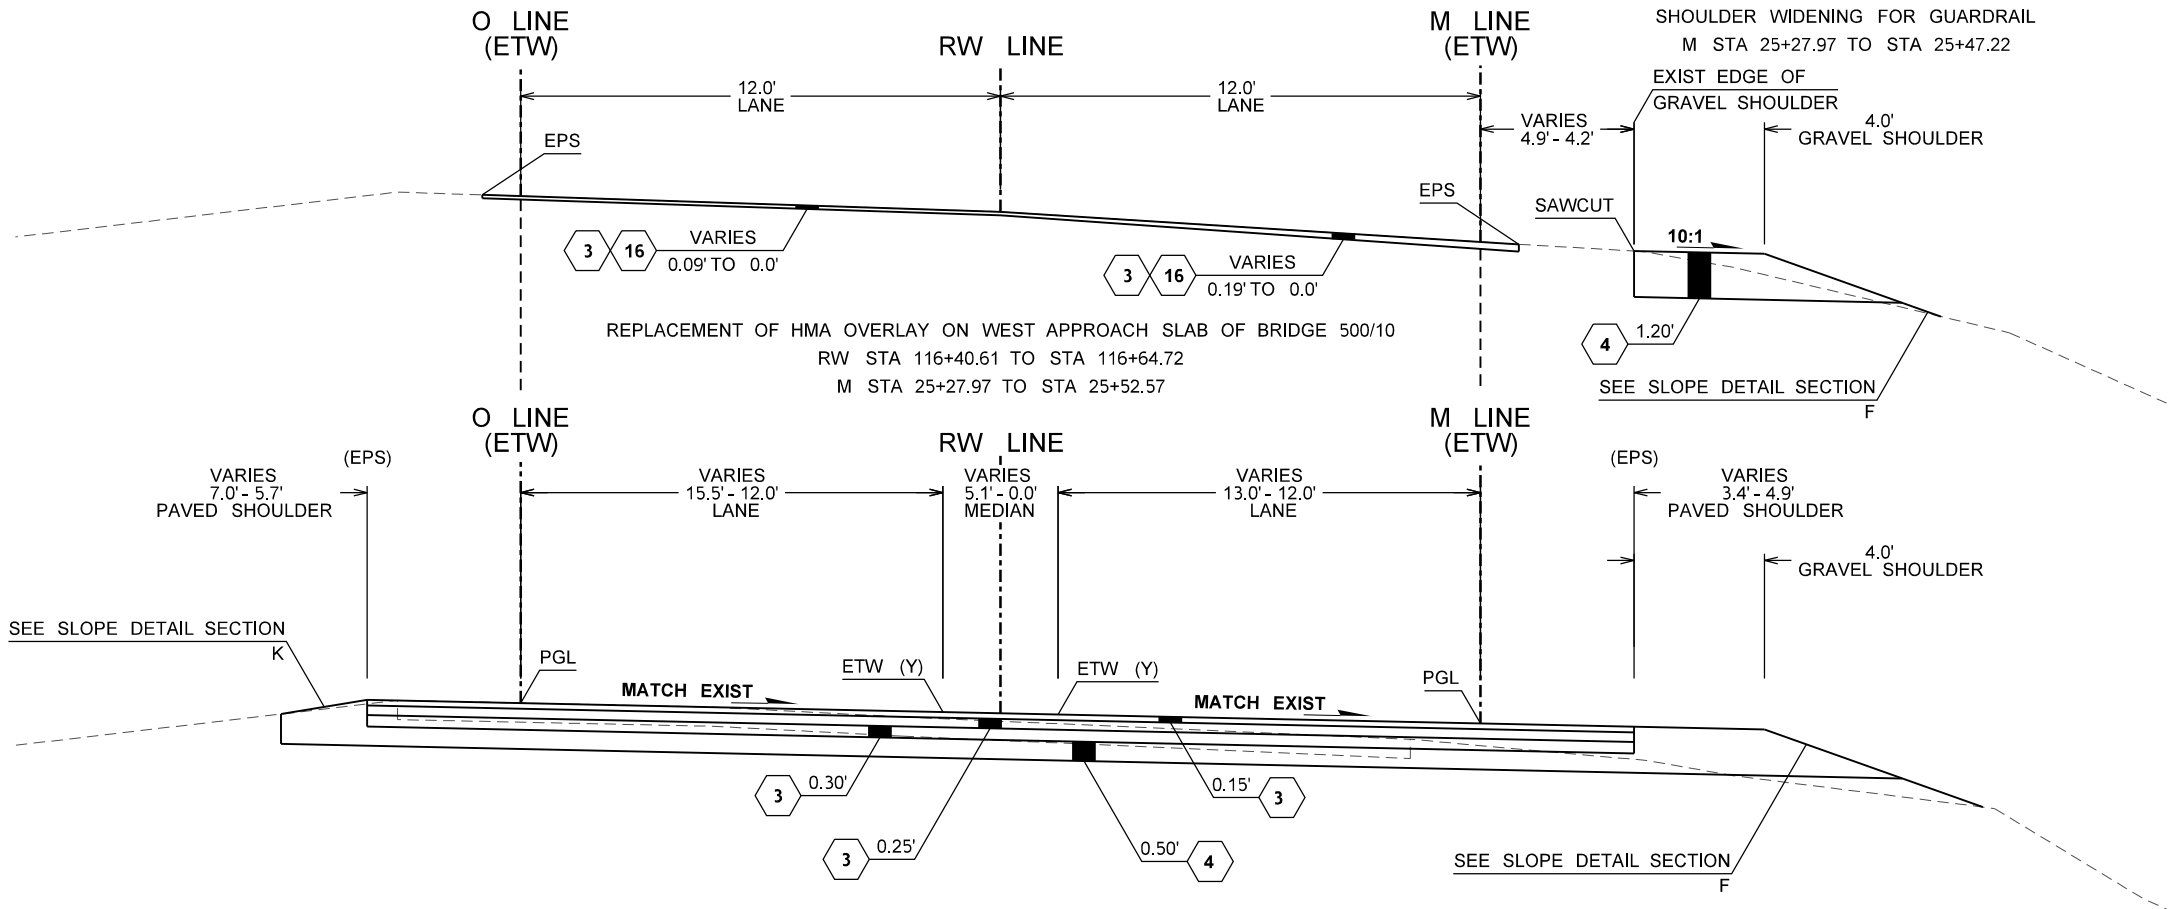 O LINE
(ETW)
RW LINE
M LINE
(ETW)
SHOULDER WIDENING FOR GUARDRAIL
M STA 25+27.97 TO STA 25+47.22
12.0'
LANE
12.0'
LANE
EXIST EDGE OF
GRAVEL SHOULDER
VARIES
4.9' - 4.2'
4.0'
GRAVEL SHOULDER
EPS
EPS
SAWCUT
10:1
3 16 VARIES
0.09' TO 0.0'
3 16 VARIES
0.19' TO 0.0'
4 1.20'
SEE SLOPE DETAIL SECTION
F
REPLACEMENT OF HMA OVERLAY ON WEST APPROACH SLAB OF BRIDGE 500/10
RW STA 116+40.61 TO STA 116+64.72
M STA 25+27.97 TO STA 25+52.57
O LINE
(ETW)
RW LINE
M LINE
(ETW)
(EPS)
(EPS)
VARIES
7.0' - 5.7'
PAVED SHOULDER
VARIES
15.5' - 12.0'
LANE
VARIES
5.1' - 0.0'
MEDIAN
VARIES
13.0' - 12.0'
LANE
VARIES
3.4' - 4.9'
PAVED SHOULDER
4.0'
GRAVEL SHOULDER
SEE SLOPE DETAIL SECTION
K
PGL
ETW (Y)
ETW (Y)
PGL
MATCH EXIST
MATCH EXIST
3 0.30'
0.15' 3
3 0.25'
0.50' 4
SEE SLOPE DETAIL SECTION
F